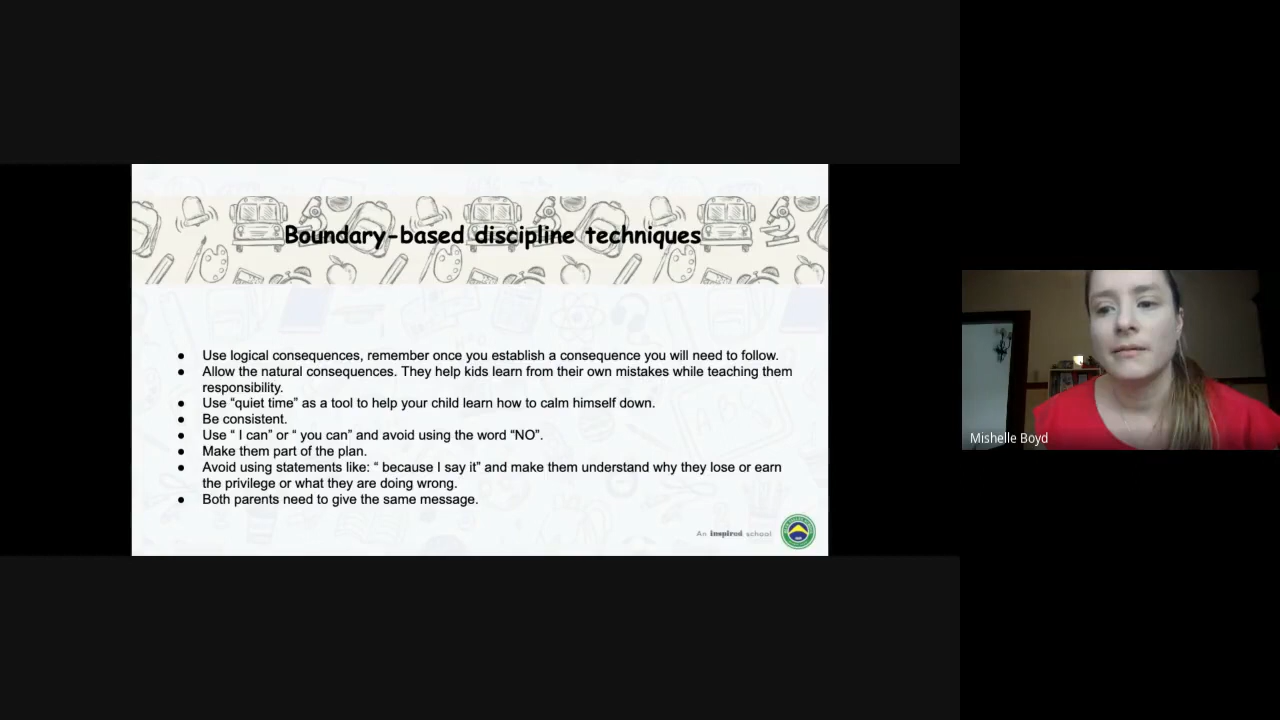 Boundary-based discipline techniques
● Use logical consequences, remember once you establish a consequence you will need to follow.
● Allow the natural consequences. They help kids learn from their own mistakes while teaching them
responsibility.
● Use “quiet time” as a tool to help your child learn how to calm himself down.
● Be consistent.
● Use “ I can” or “ you can” and avoid using the word “NO”.
● Make them part of the plan.
● Avoid using statements like: “ because I say it” and make them understand why they lose or earn
the privilege or what they are doing wrong.
● Both parents need to give the same message.
An inspired school
Mishelle Boyd